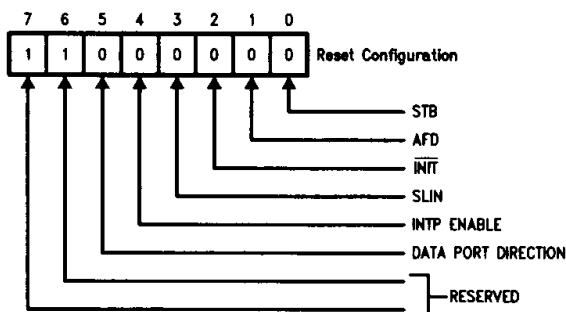 7 6 5 4 3 2 1 0
1 1 0 0 0 0 0 0 Reset Configuration
STB
AFD
I̅N̅I̅T̅
SLIN
INTP ENABLE
DATA PORT DIRECTION
RESERVED